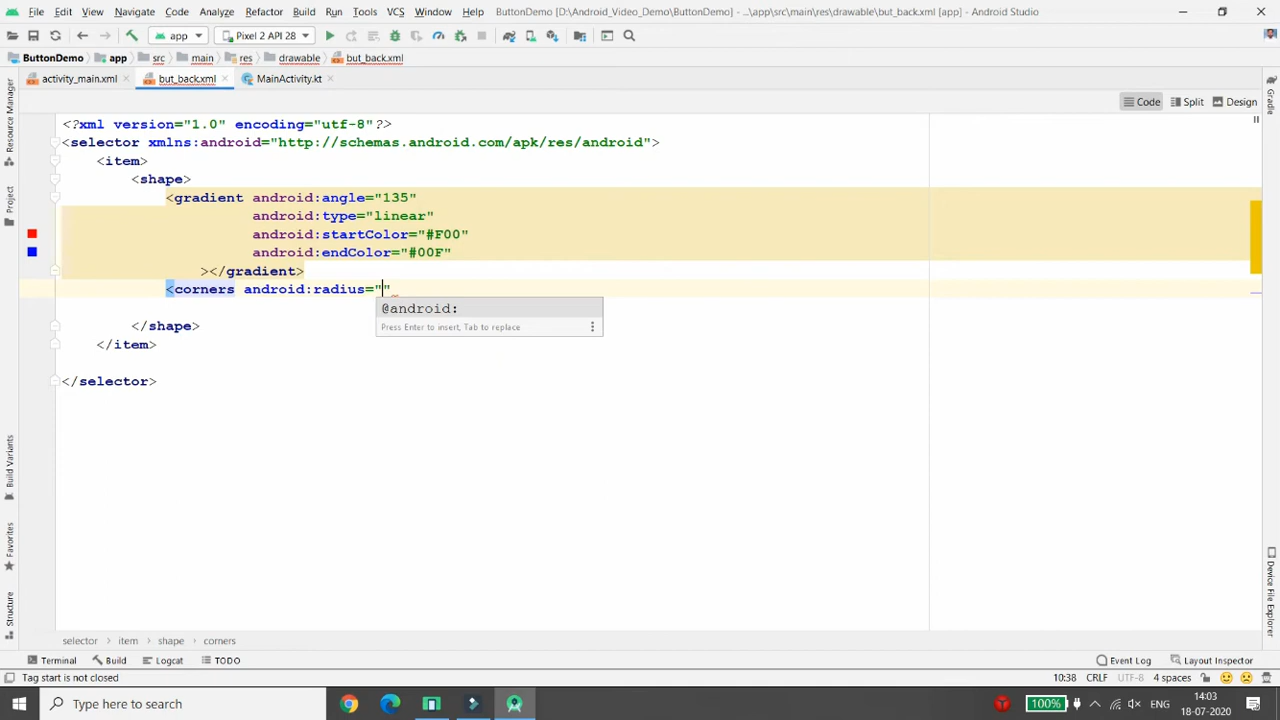 File Edit View Navigate Code Analyze Refactor Build Run Tools VCS Window Help ButtonDemo [D:\Android_Video_Demo\ButtonDemo] - ...\app\src\main\res\drawable\but_back.xml [app] - Android Studio
app Pixel 2 API 28
ButtonDemo app src main res drawable but_back.xml
activity_main.xml but_back.xml MainActivity.kt
Code Split Design
<?xml version="1.0" encoding="utf-8"?>
<selector xmlns:android="http://schemas.android.com/apk/res/android">
<item>
<shape>
<gradient android:angle="135"
android:type="linear"
android:startColor="#F00"
android:endColor="#00F"
></gradient>
<corners android:radius=""
@android:
Press Enter to insert, Tab to replace
</shape>
</item>
</selector>
Resource Manager
Project
Build Variants
Favorites
Structure
Gradle
Device File Explorer
selector item shape corners
Terminal Build Logcat TODO Event Log Layout Inspector
Tag start is not closed 10:38 CRLF UTF-8 4 spaces
Type here to search 100% ENG 14:03
18-07-2020